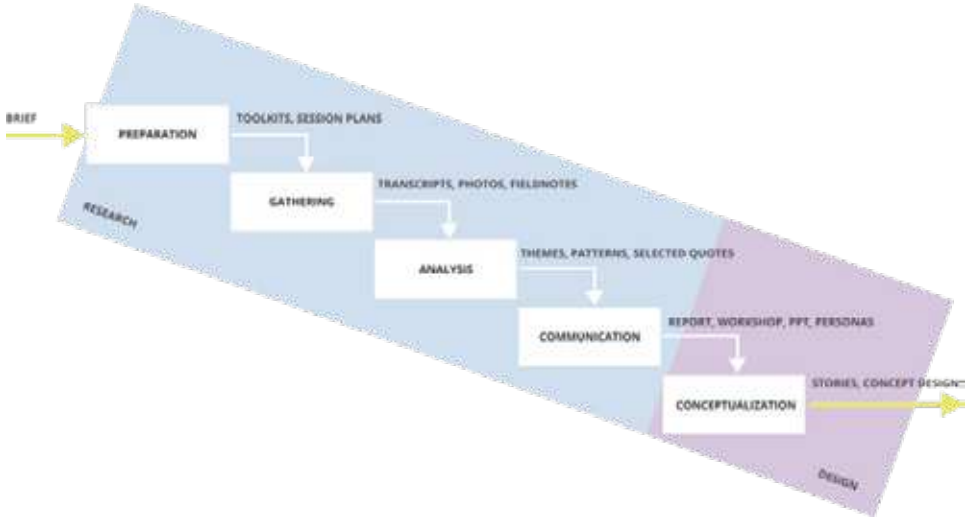 BRIEF
PREPARATION
TOOLKITS, SESSION PLANS
GATHERING
TRANSCRIPTS, PHOTOS, FIELDNOTES
RESEARCH
ANALYSIS
THEMES, PATTERNS, SELECTED QUOTES
COMMUNICATION
REPORT, WORKSHOP, PPT, PERSONAS
CONCEPTUALIZATION
STORIES, CONCEPT DESIGN
DESIGN